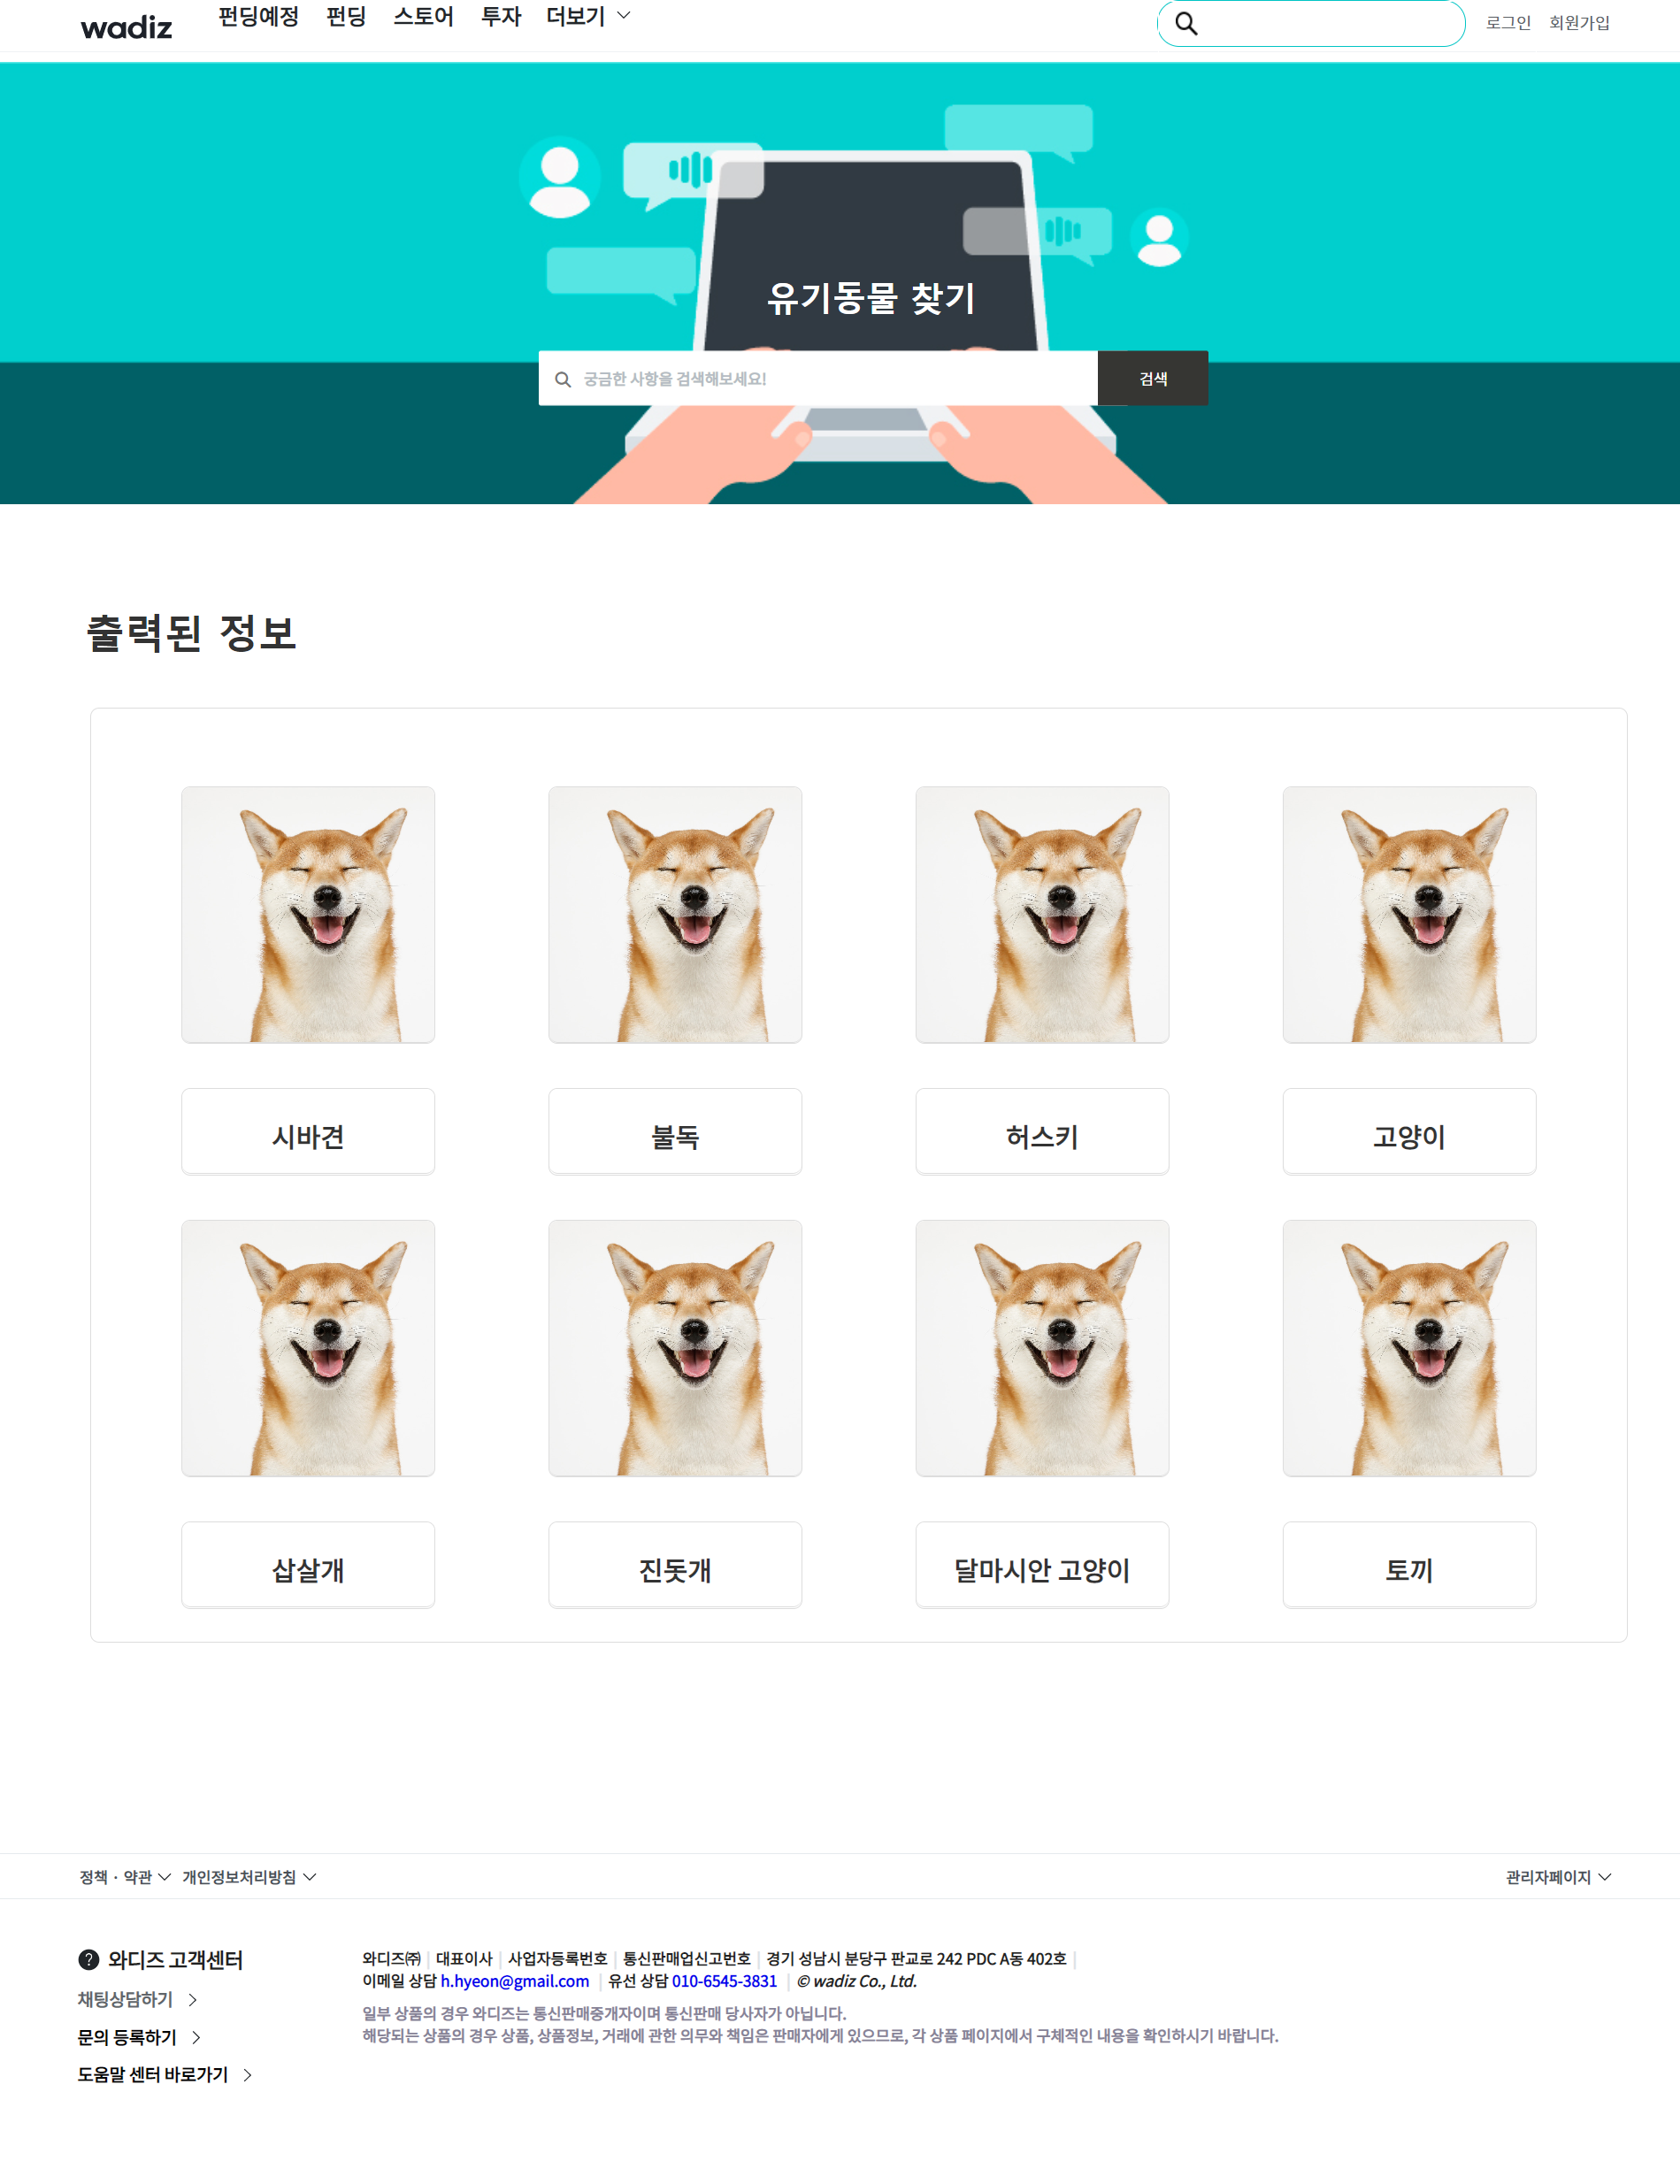 wadiz 펀딩예정 펀딩 스토어 투자 더보기 로그인 회원가입
유기동물 찾기
궁금한 사항을 검색해보세요! 검색
출력된 정보
시바견 불독 허스키 고양이
삽살개 진돗개 달마시안 고양이 토끼
정책 · 약관 개인정보처리방침 관리자페이지
? 와디즈 고객센터
채팅상담하기
문의 등록하기
도움말 센터 바로가기
와디즈㈜ | 대표이사 | 사업자등록번호 | 통신판매업신고번호 | 경기 성남시 분당구 판교로 242 PDC A동 402호 |
이메일 상담 h.hyeon@gmail.com | 유선 상담 010-6545-3831 | © wadiz Co., Ltd.
일부 상품의 경우 와디즈는 통신판매중개자이며 통신판매 당사자가 아닙니다.
해당되는 상품의 경우 상품, 상품정보, 거래에 관한 의무와 책임은 판매자에게 있으므로, 각 상품 페이지에서 구체적인 내용을 확인하시기 바랍니다.